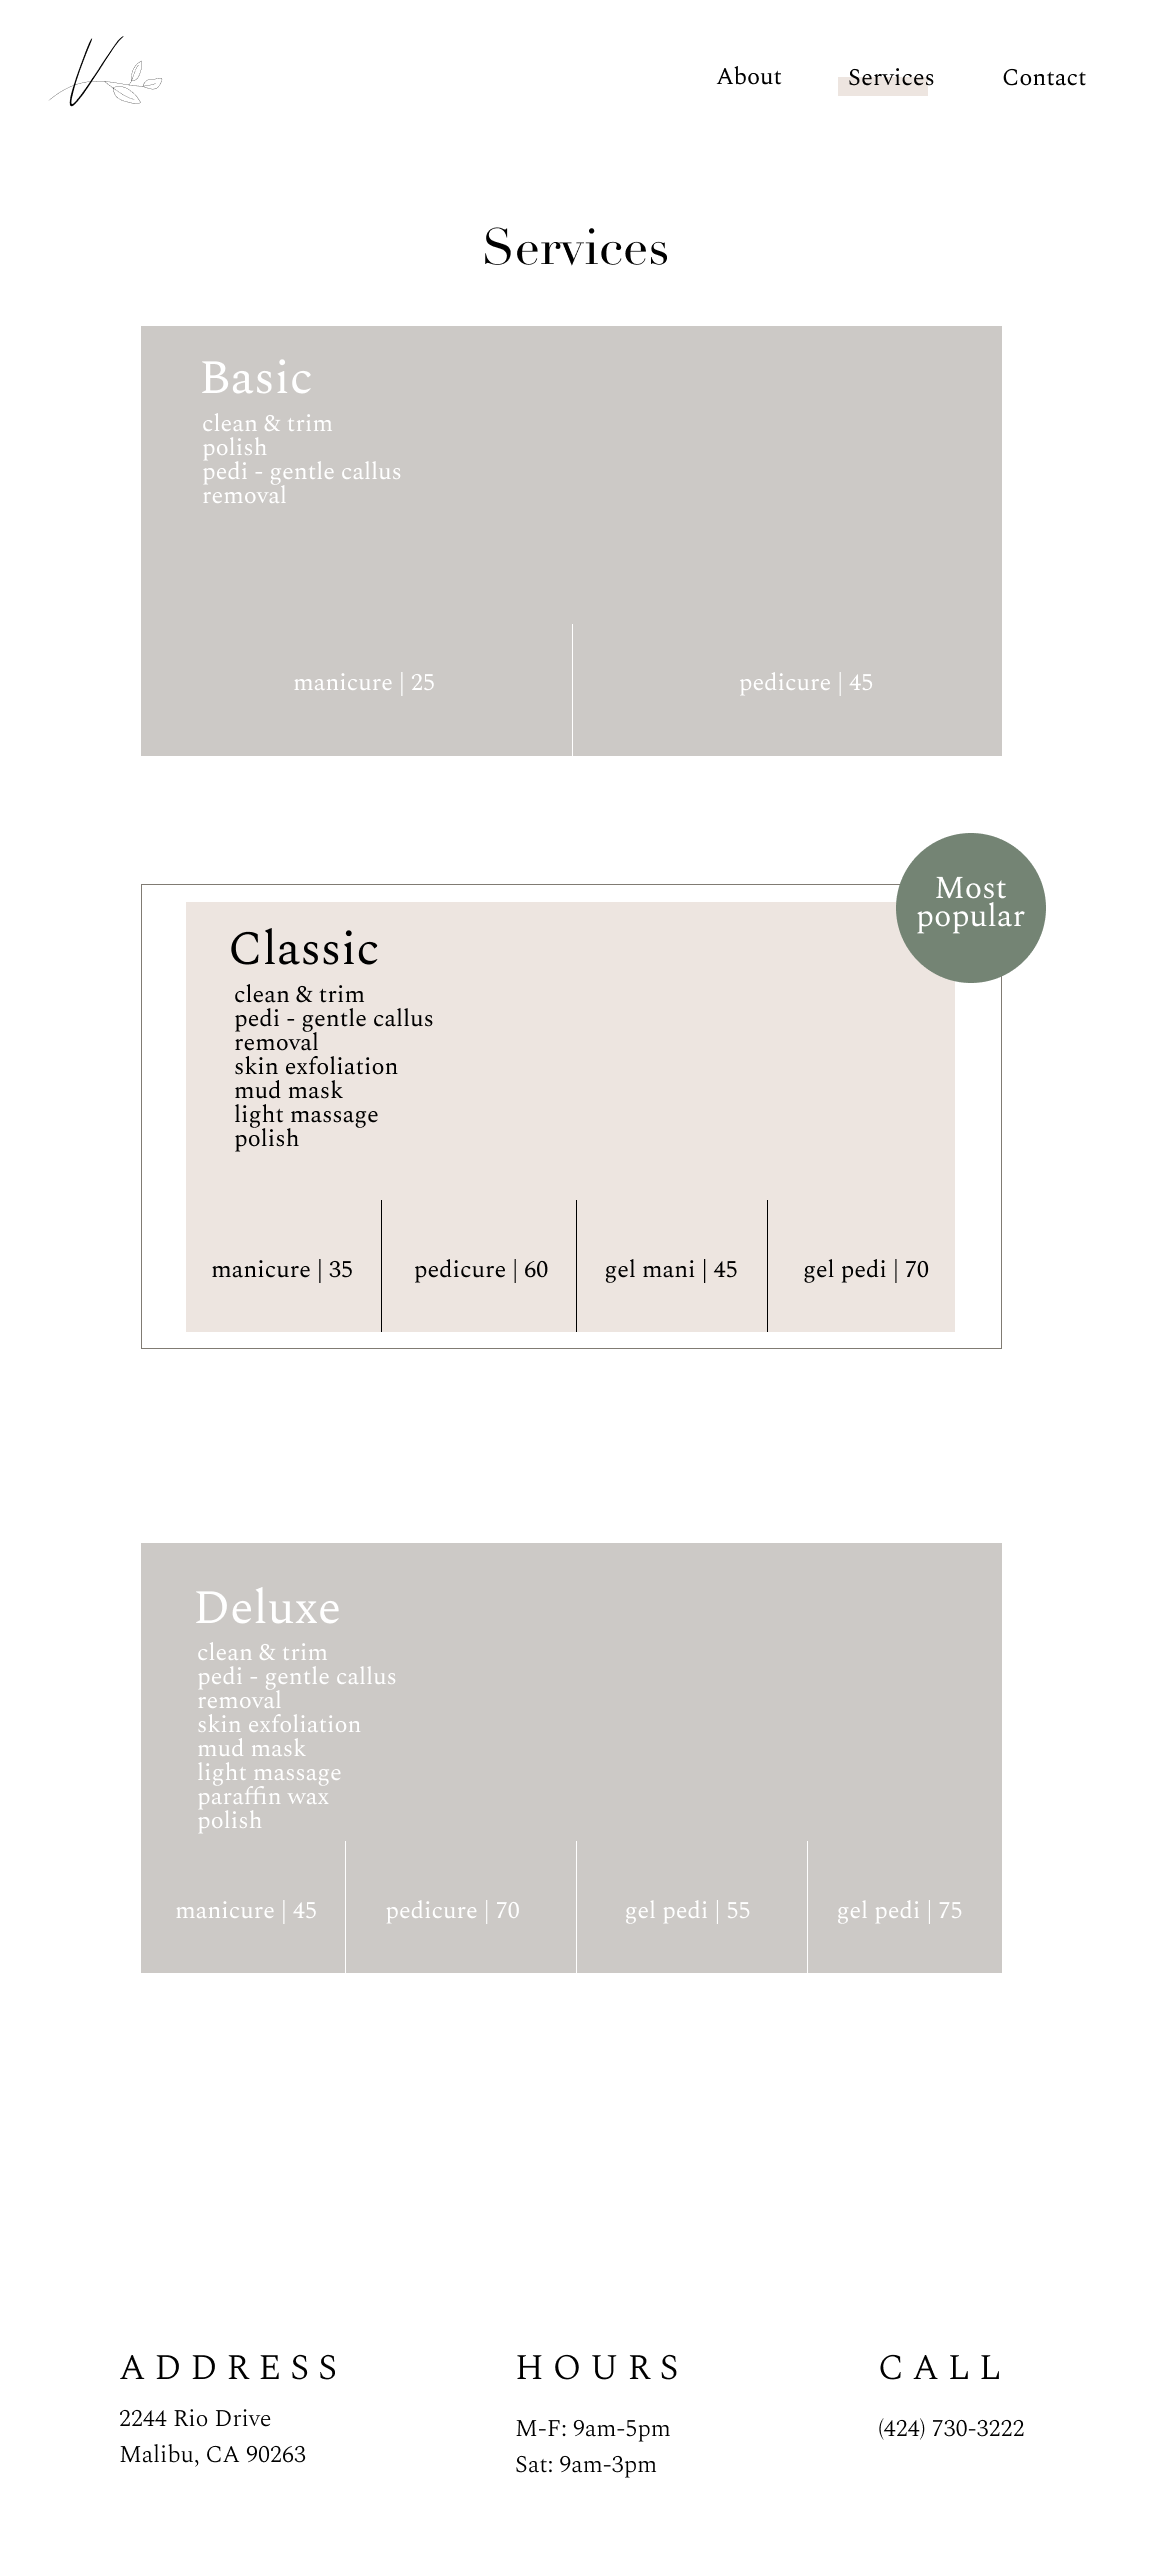 V
About Services Contact
Services
Basic
clean & trim
polish
pedi - gentle callus
removal
manicure | 25 pedicure | 45
Most
popular
Classic
clean & trim
pedi - gentle callus
removal
skin exfoliation
mud mask
light massage
polish
manicure | 35 pedicure | 60 gel mani | 45 gel pedi | 70
Deluxe
clean & trim
pedi - gentle callus
removal
skin exfoliation
mud mask
light massage
paraffin wax
polish
manicure | 45 pedicure | 70 gel pedi | 55 gel pedi | 75
ADDRESS
2244 Rio Drive
Malibu, CA 90263
HOURS
M-F: 9am-5pm
Sat: 9am-3pm
CALL
(424) 730-3222